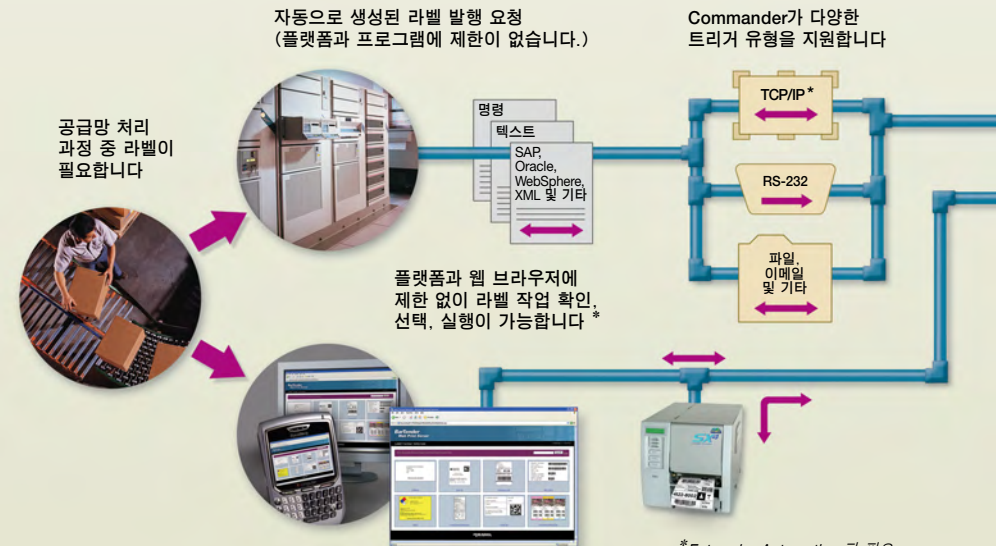 자동으로 생성된 라벨 발행 요청
(플랫폼과 프로그램에 제한이 없습니다.)
Commander가 다양한
트리거 유형을 지원합니다
공급망 처리
과정 중 라벨이
필요합니다
명령
텍스트
SAP,
Oracle,
WebSphere,
XML 및 기타
TCP/IP*
RS-232
파일,
이메일
및 기타
플랫폼과 웹 브라우저에
제한 없이 라벨 작업 확인,
선택, 실행이 가능합니다 *
BarTender
Web Print Server
SX